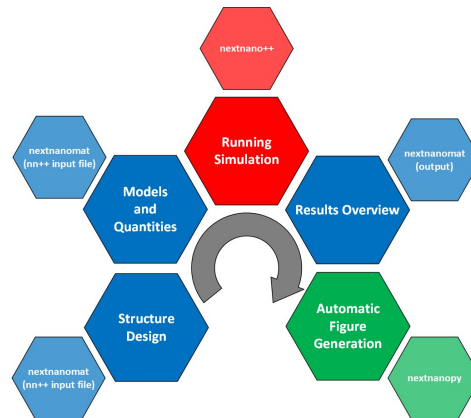 nextnano++
Running
Simulation
nextnanomat
(nn++ input file)
nextnanomat
(output)
Models
and
Quantities
Results Overview
Structure
Design
Automatic
Figure
Generation
nextnanomat
(nn++ input file)
nextnanopy